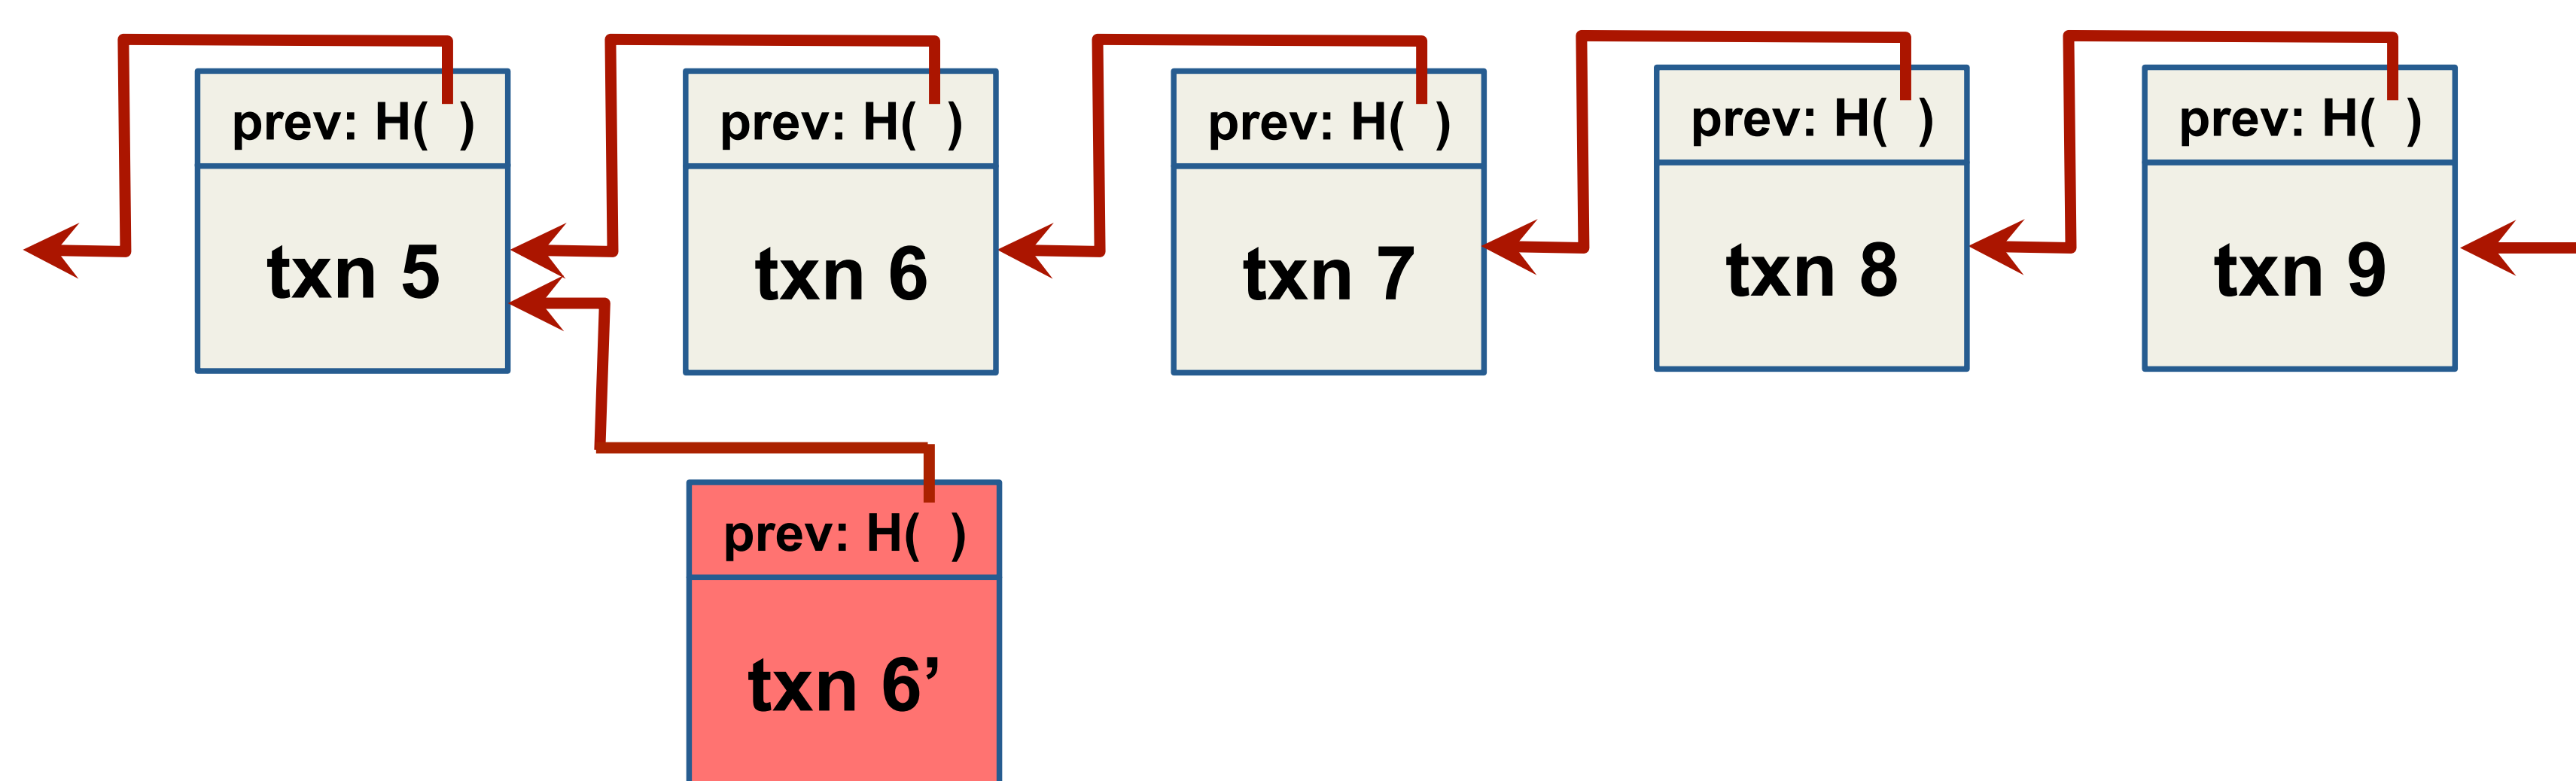 prev: H( )
txn 5
prev: H( )
txn 6
prev: H( )
txn 7
prev: H( )
txn 8
prev: H( )
txn 9
prev: H( )
txn 6’